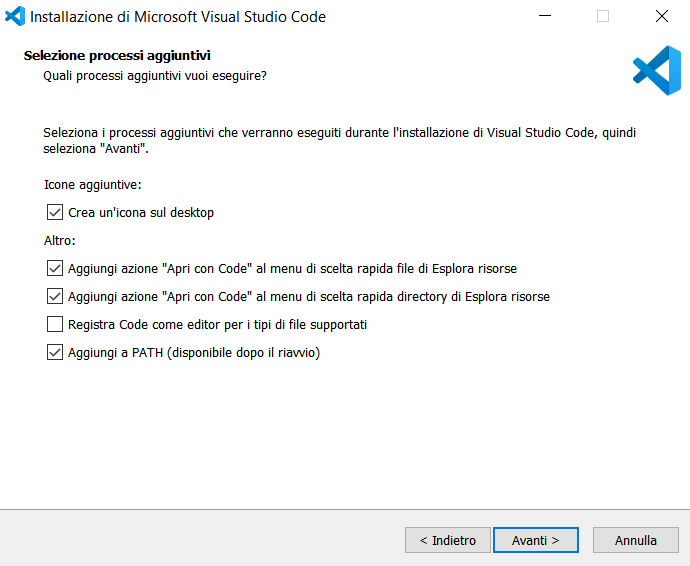 Installazione di Microsoft Visual Studio Code
Selezione processi aggiuntivi
Quali processi aggiuntivi vuoi eseguire?
Seleziona i processi aggiuntivi che verranno eseguiti durante l'installazione di Visual Studio Code, quindi
seleziona "Avanti".
Icone aggiuntive:
Crea un'icona sul desktop
Altro:
Aggiungi azione "Apri con Code" al menu di scelta rapida file di Esplora risorse
Aggiungi azione "Apri con Code" al menu di scelta rapida directory di Esplora risorse
Registra Code come editor per i tipi di file supportati
Aggiungi a PATH (disponibile dopo il riavvio)
< Indietro Avanti > Annulla